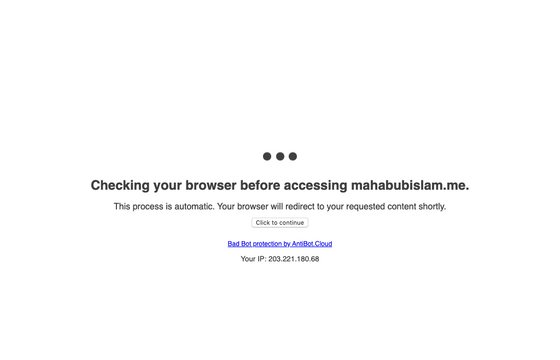 Checking your browser before accessing mahabubislam.me.
This process is automatic. Your browser will redirect to your requested content shortly.
Click to continue
Bad Bot protection by AntiBot.Cloud
Your IP: 203.221.180.68